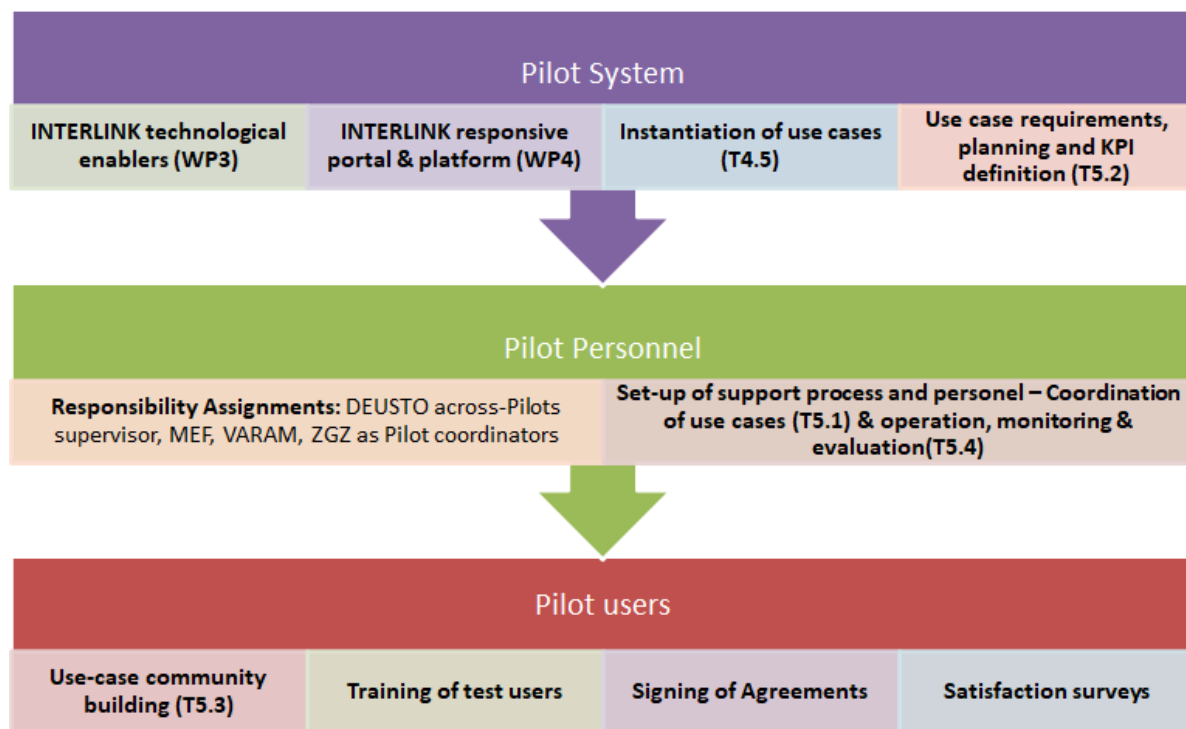 Pilot System
INTERLINK technological
enablers (WP3)
INTERLINK responsive
portal & platform (WP4)
Instantiation of use cases
(T4.5)
Use case requirements,
planning and KPI
definition (T5.2)
Pilot Personnel
Responsibility Assignments: DEUSTO across-Pilots
supervisor, MEF, VARAM, ZGZ as Pilot coordinators
Set-up of support process and personel – Coordination
of use cases (T5.1) & operation, monitoring &
evaluation(T5.4)
Pilot users
Use-case community
building (T5.3)
Training of test users
Signing of Agreements
Satisfaction surveys